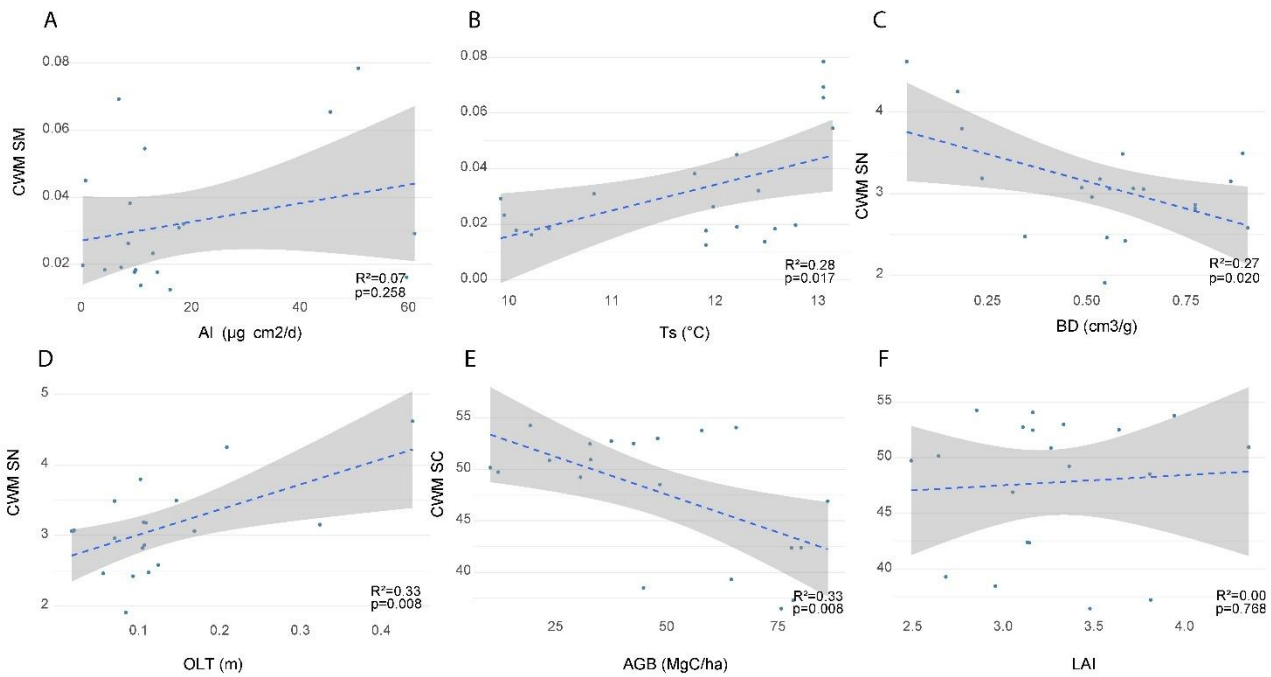 A
CWM SM
0.08
0.06
0.04
0.02
R²=0.07
p=0.258
0
20
40
60
AI (µg cm2/d)
B
0.08
0.06
0.04
0.02
0.00
R²=0.28
p=0.017
10
11
12
13
Ts (°C)
C
CWM SN
4
3
2
R²=0.27
p=0.020
0.25
0.50
0.75
BD (cm3/g)
D
CWM SN
5
4
3
2
R²=0.33
p=0.008
0.1
0.2
0.3
0.4
OLT (m)
E
CWM SC
55
50
45
40
R²=0.33
p=0.008
25
50
75
AGB (MgC/ha)
F
55
50
45
40
R²=0.00
p=0.768
2.5
3.0
3.5
4.0
LAI